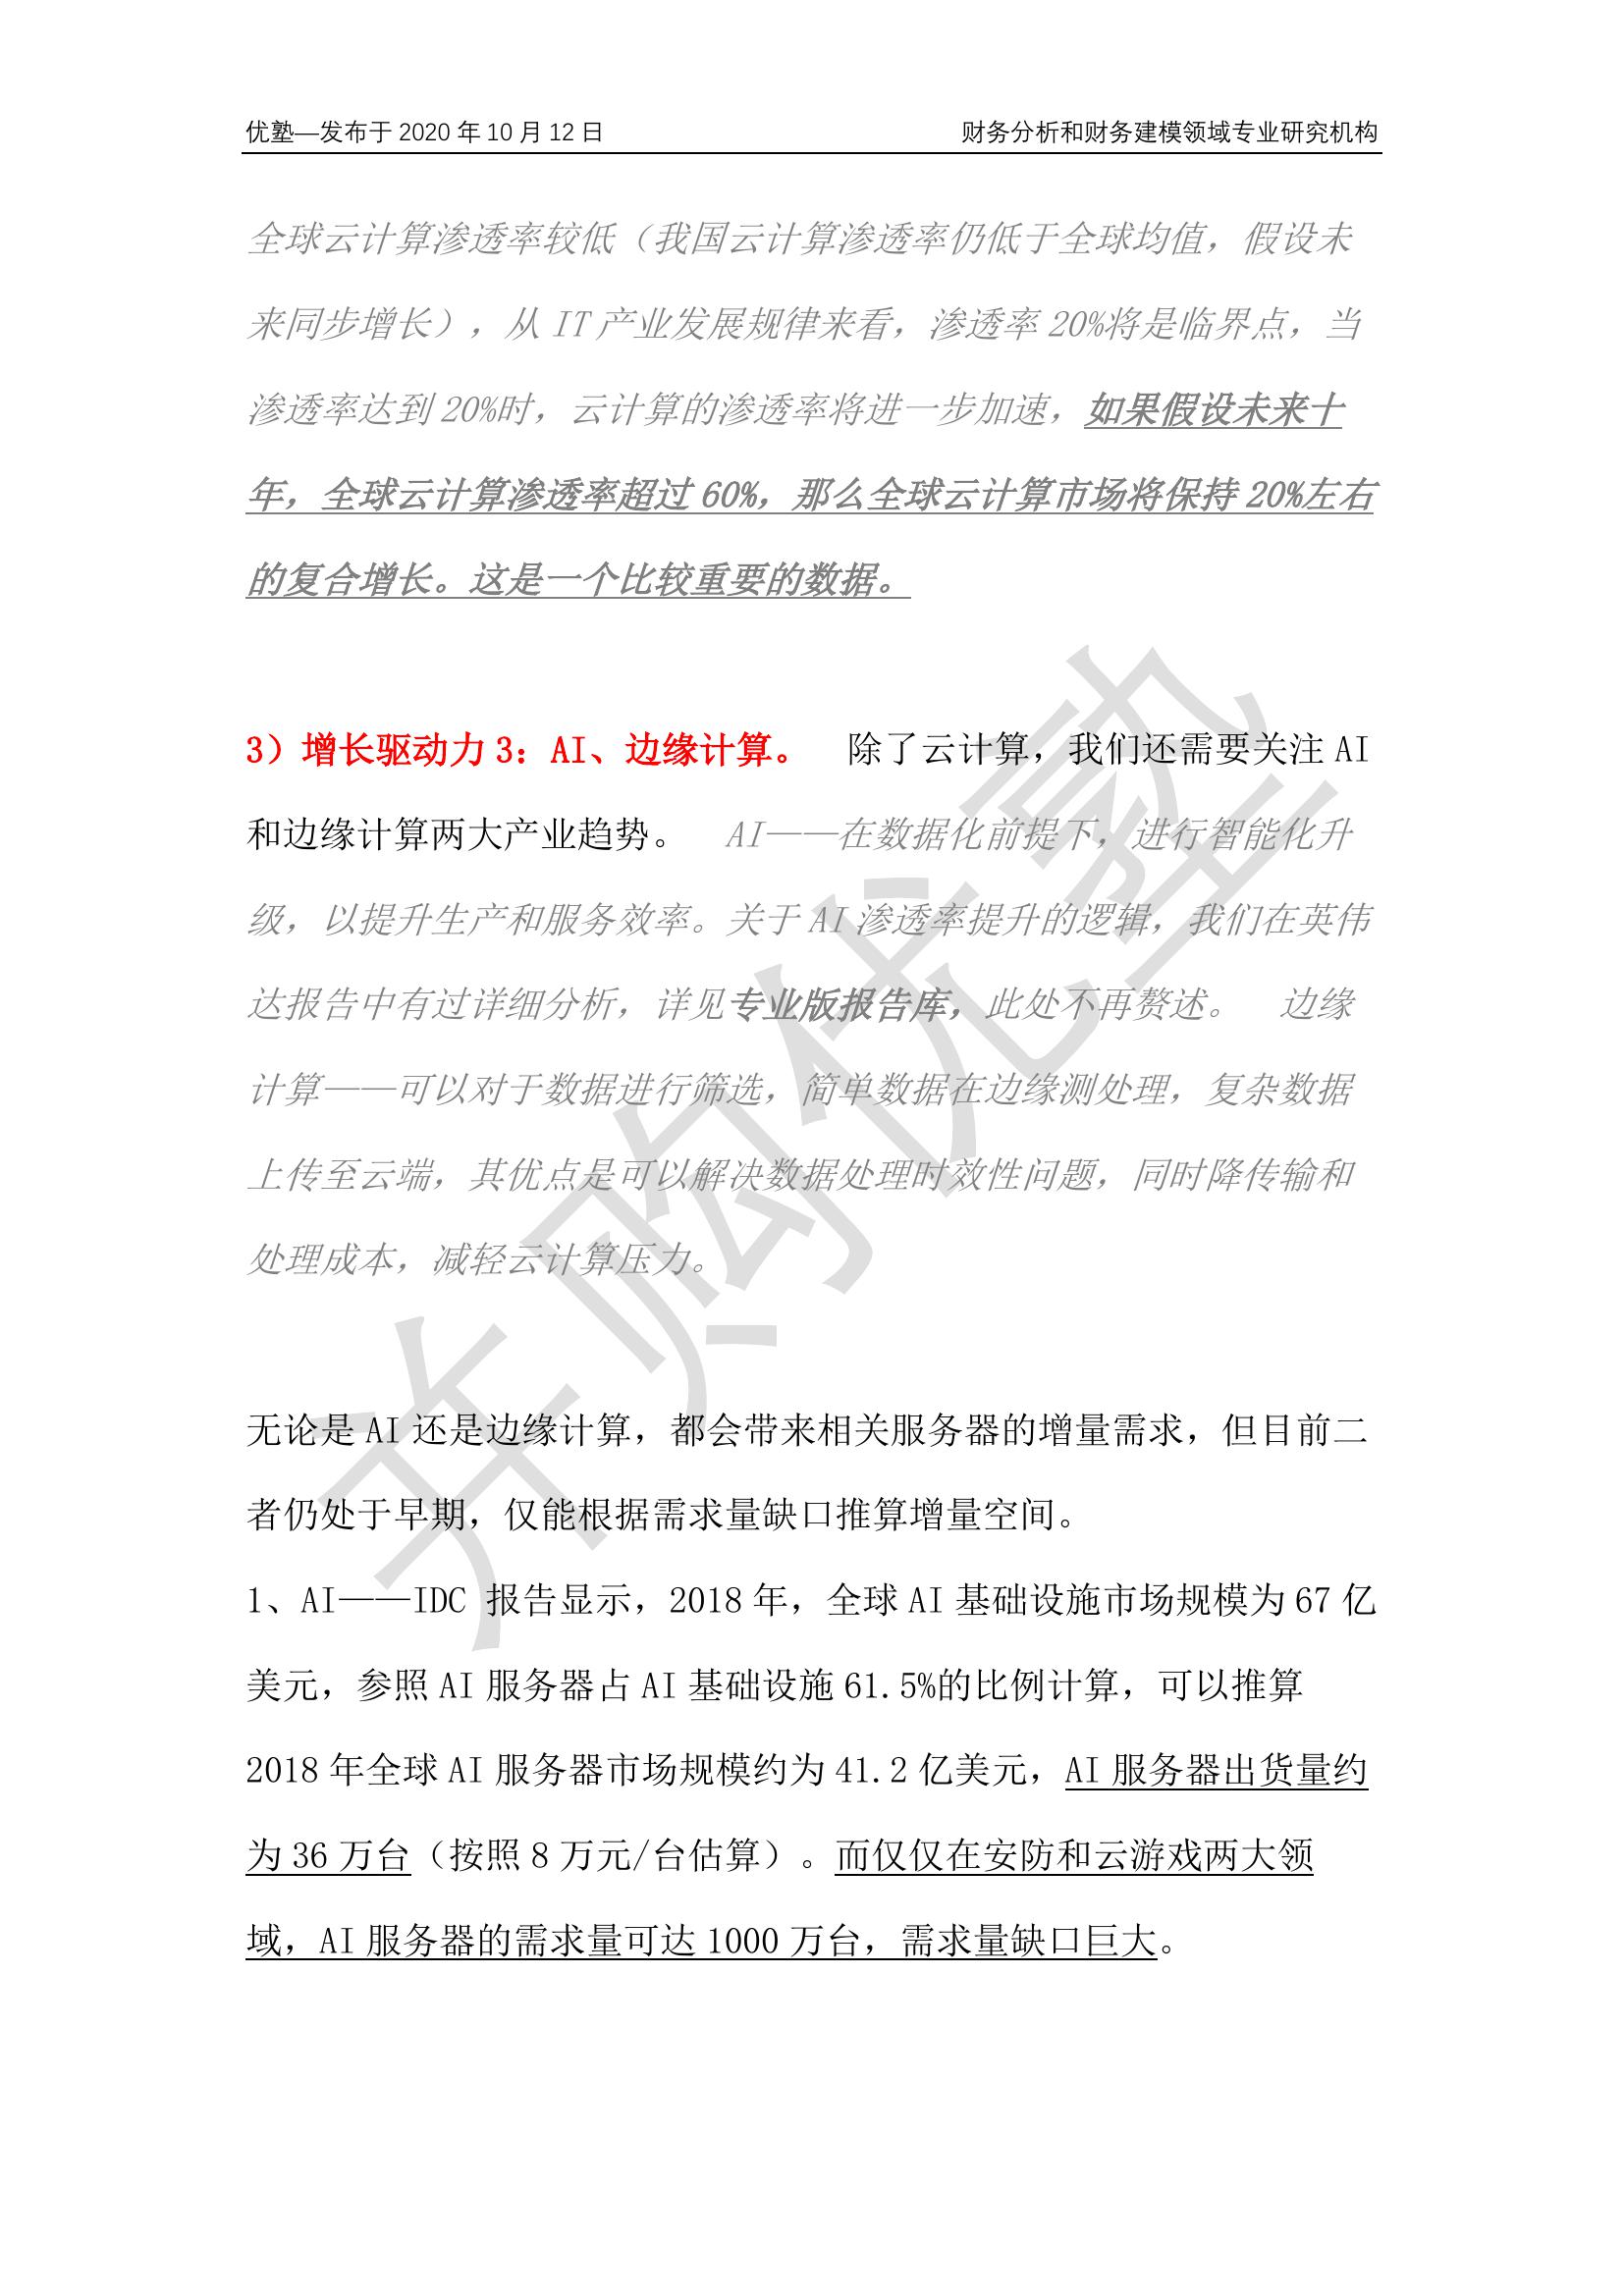 优塾—发布于 2020 年 10 月 12 日 财务分析和财务建模领域专业研究机构
全球云计算渗透率较低（我国云计算渗透率仍低于全球均值，假设未
来同步增长），从 IT 产业发展规律来看，渗透率 20%将是临界点，当
渗透率达到 20%时，云计算的渗透率将进一步加速，如果假设未来十
年，全球云计算渗透率超过 60%，那么全球云计算市场将保持 20%左右
的复合增长。这是一个比较重要的数据。
3）增长驱动力 3：AI、边缘计算。 除了云计算，我们还需要关注 AI
和边缘计算两大产业趋势。 AI——在数据化前提下，进行智能化升
级，以提升生产和服务效率。关于 AI 渗透率提升的逻辑，我们在英伟
达报告中有过详细分析，详见专业版报告库，此处不再赘述。 边缘
计算——可以对于数据进行筛选，简单数据在边缘测处理，复杂数据
上传至云端，其优点是可以解决数据处理时效性问题，同时降传输和
处理成本，减轻云计算压力。
无论是 AI 还是边缘计算，都会带来相关服务器的增量需求，但目前二
者仍处于早期，仅能根据需求量缺口推算增量空间。
1、AI——IDC 报告显示，2018 年，全球 AI 基础设施市场规模为 67 亿
美元，参照 AI 服务器占 AI 基础设施 61.5%的比例计算，可以推算
2018 年全球 AI 服务器市场规模约为 41.2 亿美元，AI 服务器出货量约
为 36 万台（按照 8 万元/台估算）。而仅仅在安防和云游戏两大领
域，AI 服务器的需求量可达 1000 万台，需求量缺口巨大。
并购优塾